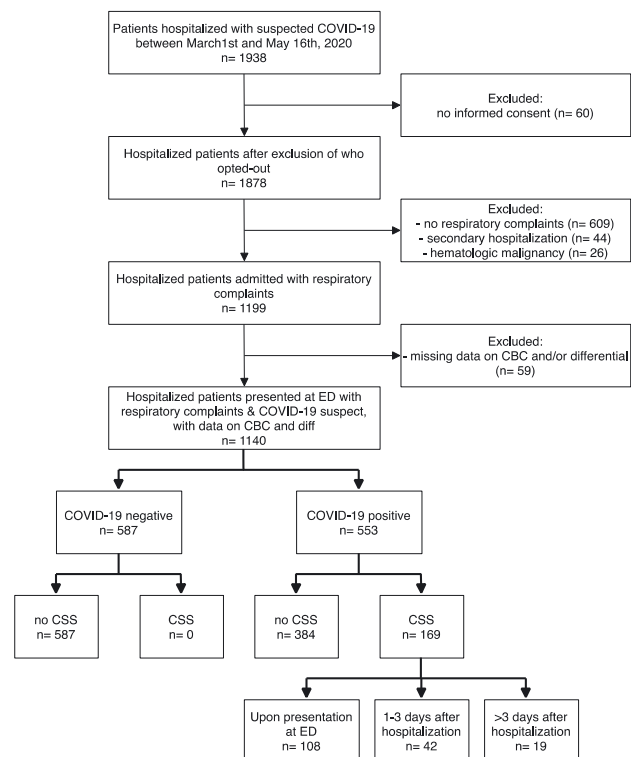 Patients hospitalized with suspected COVID-19
between March1st and May 16th, 2020
n= 1938
Excluded:
no informed consent (n= 60)
Hospitalized patients after exclusion of who
opted-out
n= 1878
Excluded:
- no respiratory complaints (n= 609)
- secondary hospitalization (n= 44)
- hematologic malignancy (n= 26)
Hospitalized patients admitted with respiratory
complaints
n= 1199
Excluded:
- missing data on CBC and/or differential
(n= 59)
Hospitalized patients presented at ED with
respiratory complaints & COVID-19 suspect,
with data on CBC and diff
n= 1140
COVID-19 negative
n= 587
COVID-19 positive
n= 553
no CSS
n= 587
CSS
n= 0
no CSS
n= 384
CSS
n= 169
Upon presentation
at ED
n= 108
1-3 days after
hospitalization
n= 42
>3 days after
hospitalization
n= 19